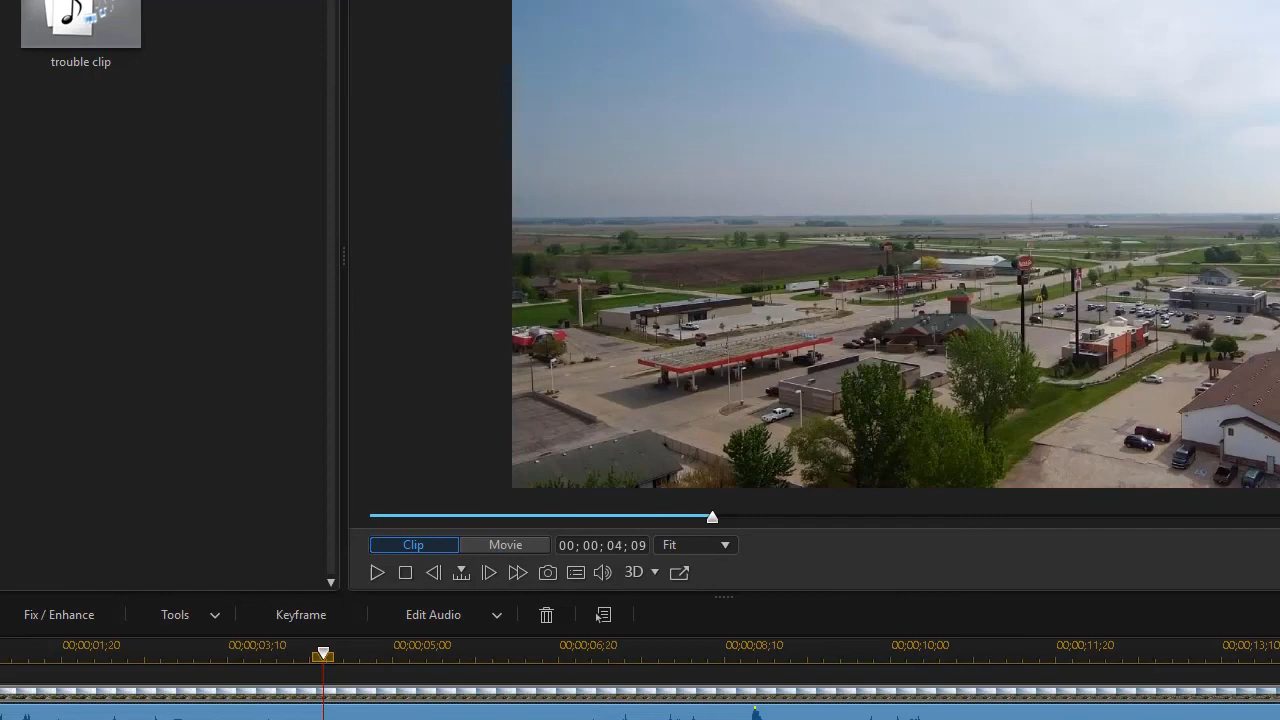 trouble clip
Clip Movie 00; 00; 04; 09 Fit
3D
Fix / Enhance Tools Keyframe Edit Audio
00;00;01;20 00;00;03;10 00;00;05;00 00;00;06;20 00;00;08;10 00;00;10;00 00;00;11;20 00;00;13;10